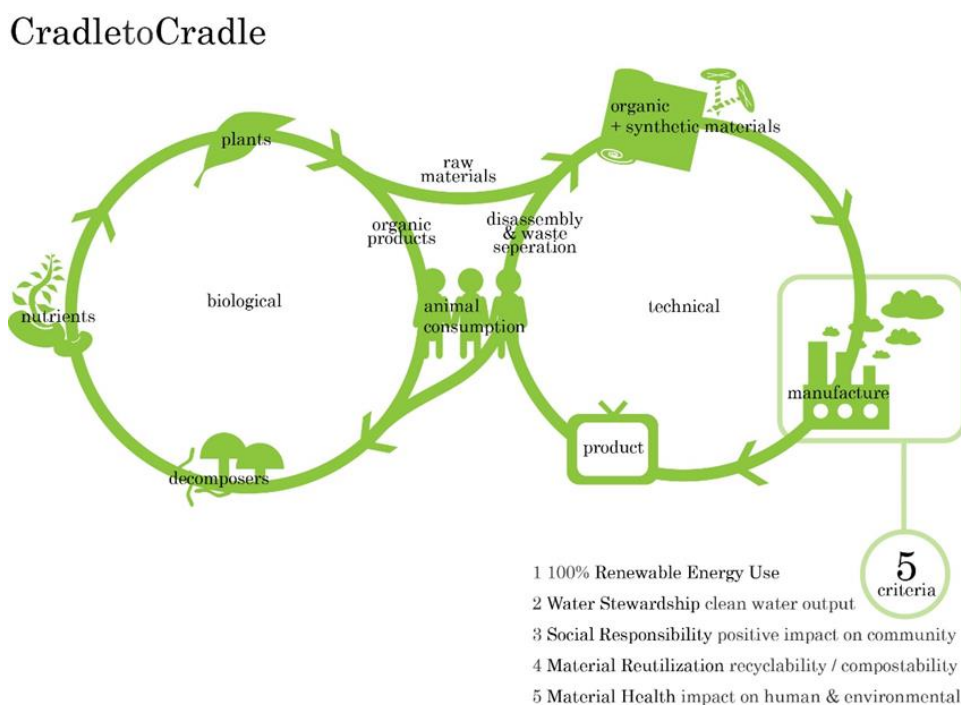 CradletoCradle
plants
raw
materials
organic
+ synthetic materials
organic
products
disassembly
& waste
seperation
nutrients
biological
animal
consumption
technical
manufacture
decomposers
product
5
criteria
1 100% Renewable Energy Use
2 Water Stewardship clean water output
3 Social Responsibility positive impact on community
4 Material Reutilization recyclability / compostability
5 Material Health impact on human & environmental